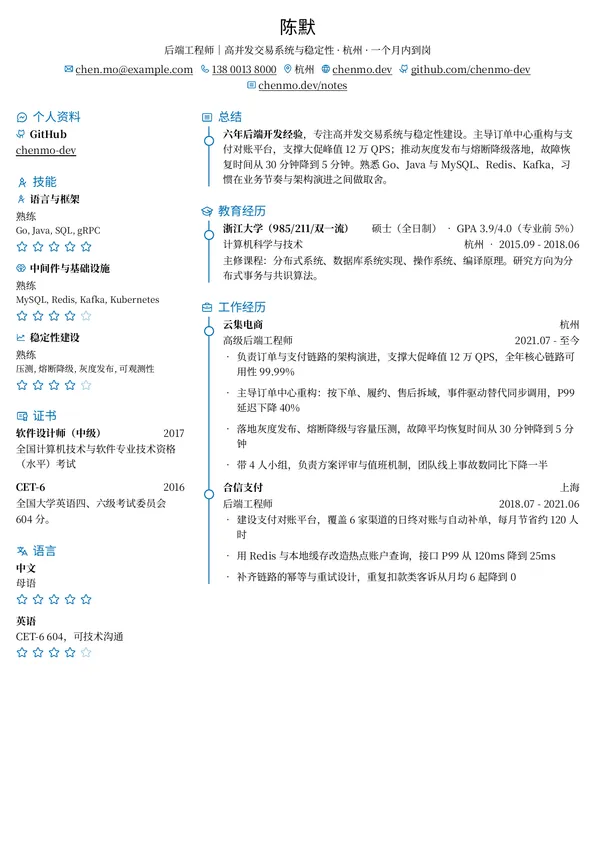 陈默
后端工程师｜高并发交易系统与稳定性 · 杭州 · 一个月内到岗
chen.mo@example.com 138 0013 8000 杭州 chenmo.dev github.com/chenmo-dev
chenmo.dev/notes
个人资料
GitHub
chenmo-dev
技能
语言与框架
熟练
Go, Java, SQL, gRPC
中间件与基础设施
熟练
MySQL, Redis, Kafka, Kubernetes
稳定性建设
熟练
压测, 熔断降级, 灰度发布, 可观测性
证书
软件设计师（中级） 2017
全国计算机技术与软件专业技术资格
（水平）考试
CET-6 2016
全国大学英语四、六级考试委员会
604 分。
语言
中文
母语
英语
CET-6 604，可技术沟通
总结
六年后端开发经验，专注高并发交易系统与稳定性建设。主导订单中心重构与支
付对账平台，支撑大促峰值 12 万 QPS；推动灰度发布与熔断降级落地，故障恢
复时间从 30 分钟降到 5 分钟。熟悉 Go、Java 与 MySQL、Redis、Kafka，习
惯在业务节奏与架构演进之间做取舍。
教育经历
浙江大学（985/211/双一流） 硕士（全日制） · GPA 3.9/4.0（专业前 5%）
计算机科学与技术 杭州 · 2015.09 - 2018.06
主修课程：分布式系统、数据库系统实现、操作系统、编译原理。研究方向为分
布式事务与共识算法。
工作经历
云集电商 杭州
高级后端工程师 2021.07 - 至今
· 负责订单与支付链路的架构演进，支撑大促峰值 12 万 QPS，全年核心链路可
用性 99.99%
· 主导订单中心重构：按下单、履约、售后拆域，事件驱动替代同步调用，P99
延迟下降 40%
· 落地灰度发布、熔断降级与容量压测，故障平均恢复时间从 30 分钟降到 5 分
钟
· 带 4 人小组，负责方案评审与值班机制，团队线上事故数同比下降一半
合信支付 上海
后端工程师 2018.07 - 2021.06
· 建设支付对账平台，覆盖 6 家渠道的日终对账与自动补单，每月节省约 120 人
时
· 用 Redis 与本地缓存改造热点账户查询，接口 P99 从 120ms 降到 25ms
· 补齐链路的幂等与重试设计，重复扣款类客诉从月均 6 起降到 0